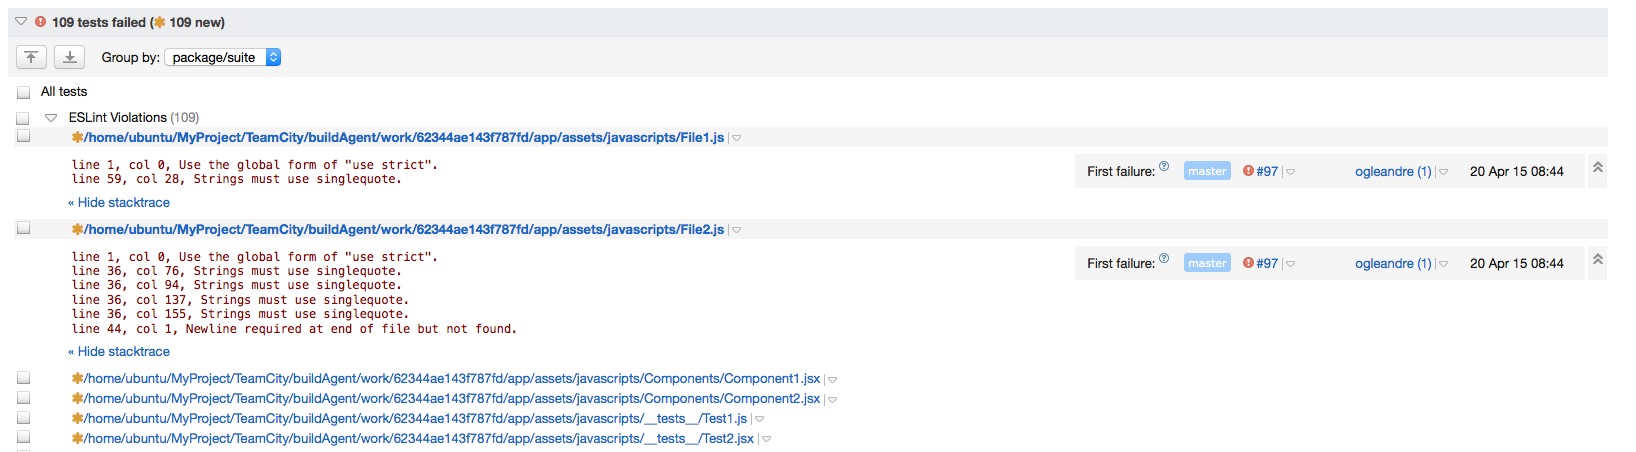 109 tests failed (✱ 109 new)
Group by: package/suite
All tests
ESLint Violations (109)
✱/home/ubuntu/MyProject/TeamCity/buildAgent/work/62344ae143f787fd/app/assets/javascripts/File1.js
line 1, col 0, Use the global form of "use strict".
line 59, col 28, Strings must use singlequote.
First failure: ? master #97 ogleandre (1) 20 Apr 15 08:44
« Hide stacktrace
✱/home/ubuntu/MyProject/TeamCity/buildAgent/work/62344ae143f787fd/app/assets/javascripts/File2.js
line 1, col 0, Use the global form of "use strict".
line 36, col 76, Strings must use singlequote.
line 36, col 94, Strings must use singlequote.
line 36, col 137, Strings must use singlequote.
line 36, col 155, Strings must use singlequote.
line 44, col 1, Newline required at end of file but not found.
First failure: ? master #97 ogleandre (1) 20 Apr 15 08:44
« Hide stacktrace
✱/home/ubuntu/MyProject/TeamCity/buildAgent/work/62344ae143f787fd/app/assets/javascripts/Components/Component1.jsx
✱/home/ubuntu/MyProject/TeamCity/buildAgent/work/62344ae143f787fd/app/assets/javascripts/Components/Component2.jsx
✱/home/ubuntu/MyProject/TeamCity/buildAgent/work/62344ae143f787fd/app/assets/javascripts/__tests__/Test1.js
✱/home/ubuntu/MyProject/TeamCity/buildAgent/work/62344ae143f787fd/app/assets/javascripts/__tests__/Test2.jsx